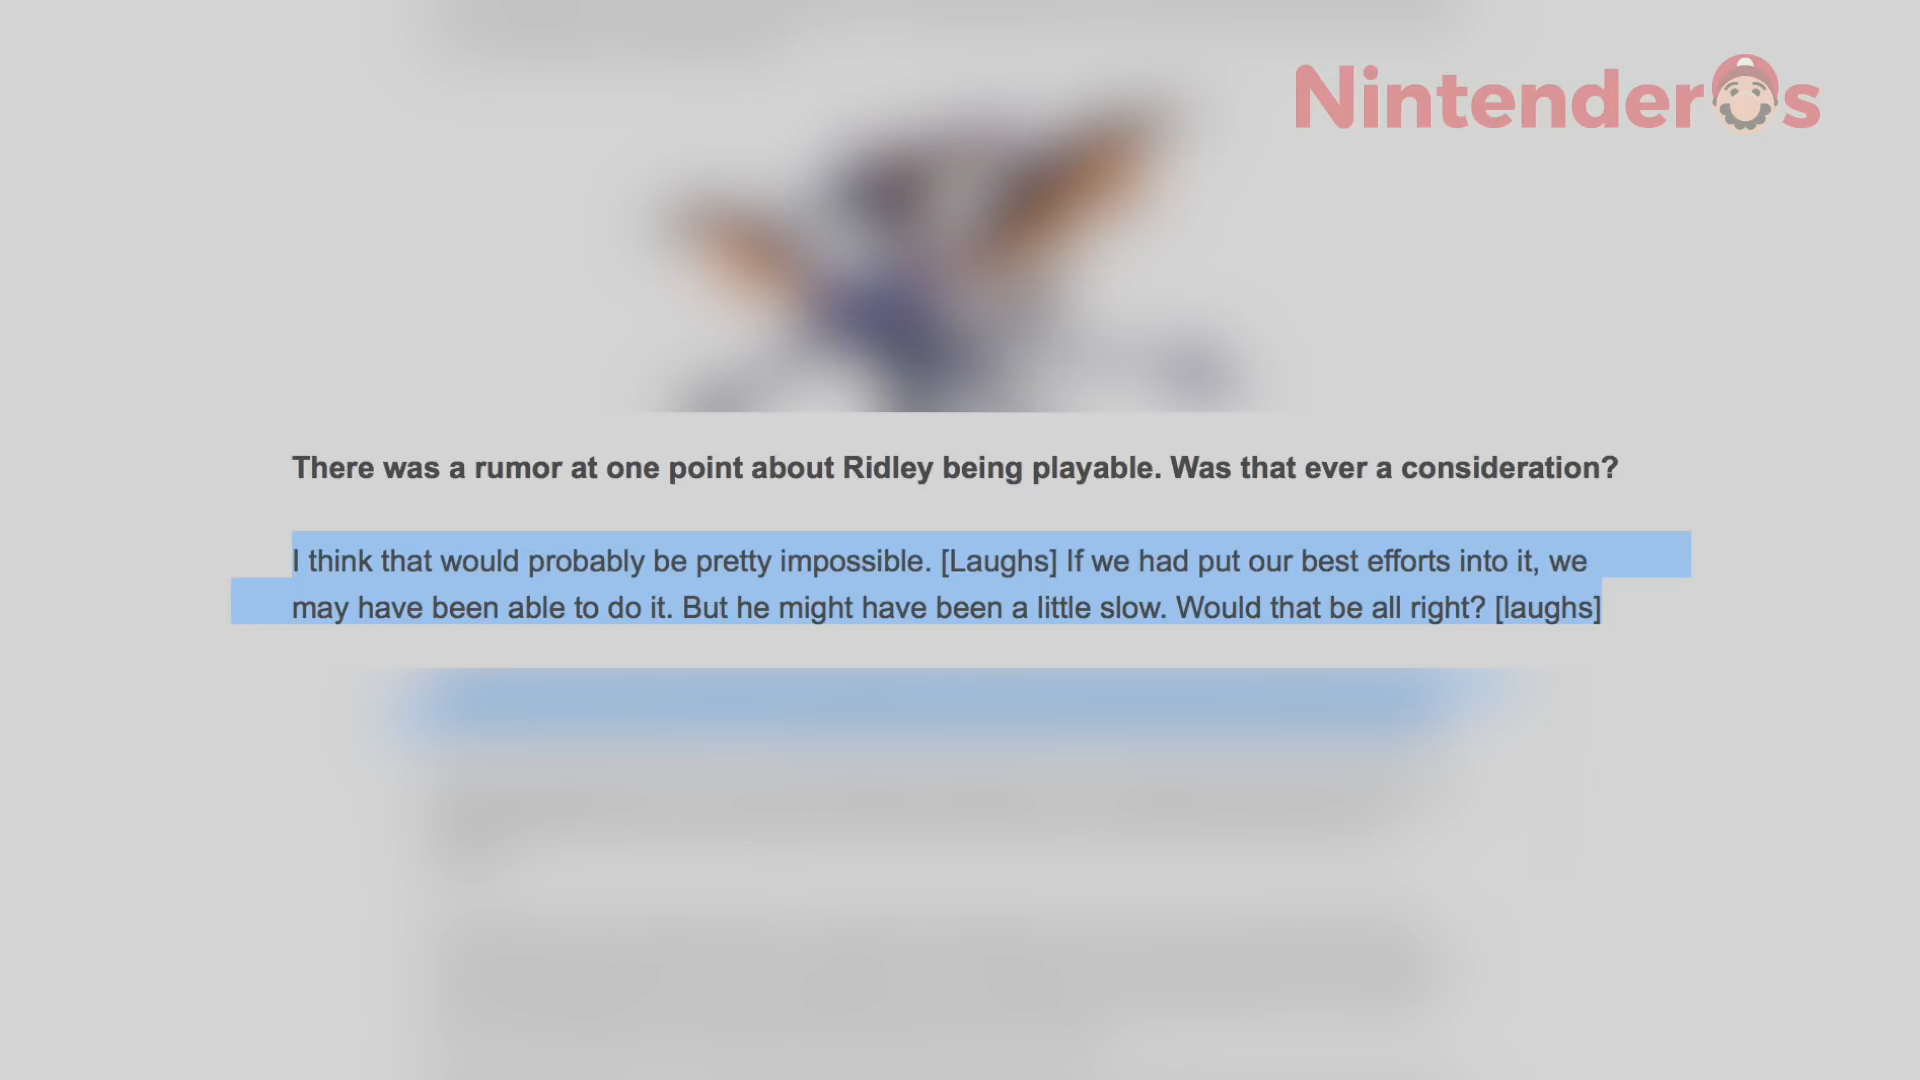 Nintenderos
There was a rumor at one point about Ridley being playable. Was that ever a consideration?
I think that would probably be pretty impossible. [Laughs] If we had put our best efforts into it, we
may have been able to do it. But he might have been a little slow. Would that be all right? [laughs]